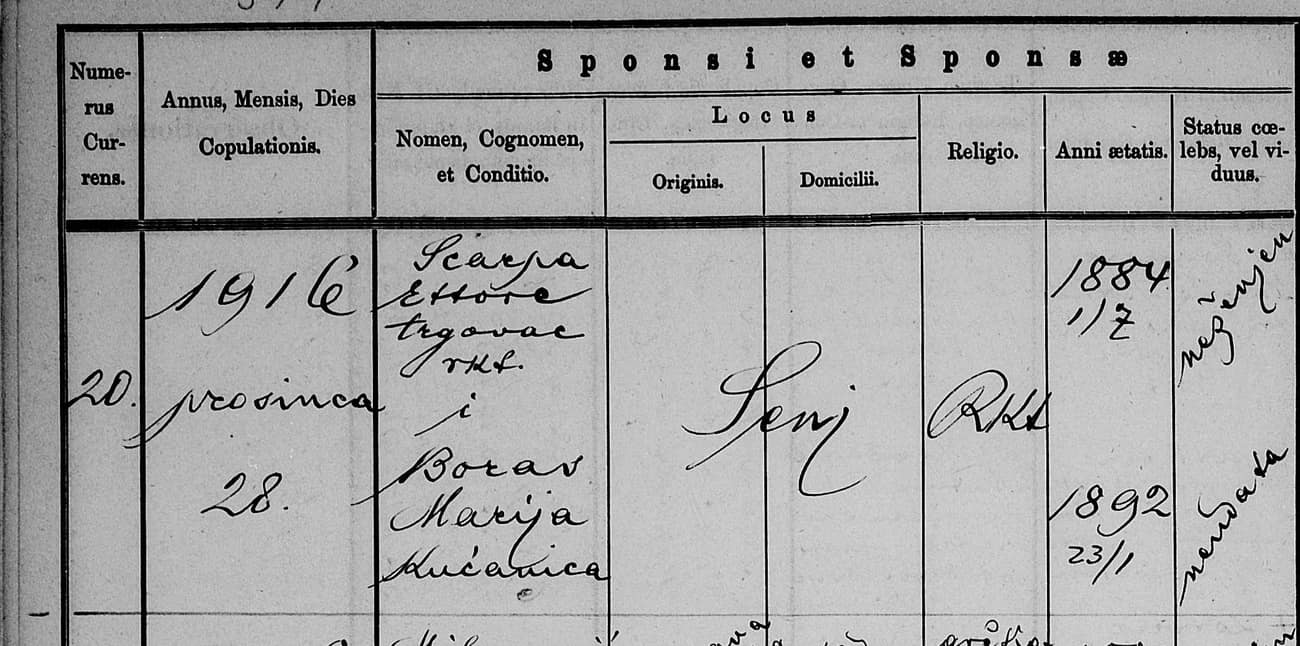 Sponsi et Sponsæ
Nume-
rus
Cur-
rens.
Annus, Mensis, Dies
Copulationis.
Nomen, Cognomen,
et Conditio.
Locus
Originis.
Domicilii.
Religio.
Anni ætatis.
Status cœ-
lebs, vel vi-
duus.
20.
1916
prosinca
28.
Scarpa
Ettore
trgovac
rkt.
i
Boras
Marija
Kućanica
Senj
Rkt
1884
1/7
1892
23/1
neženjen
neudata